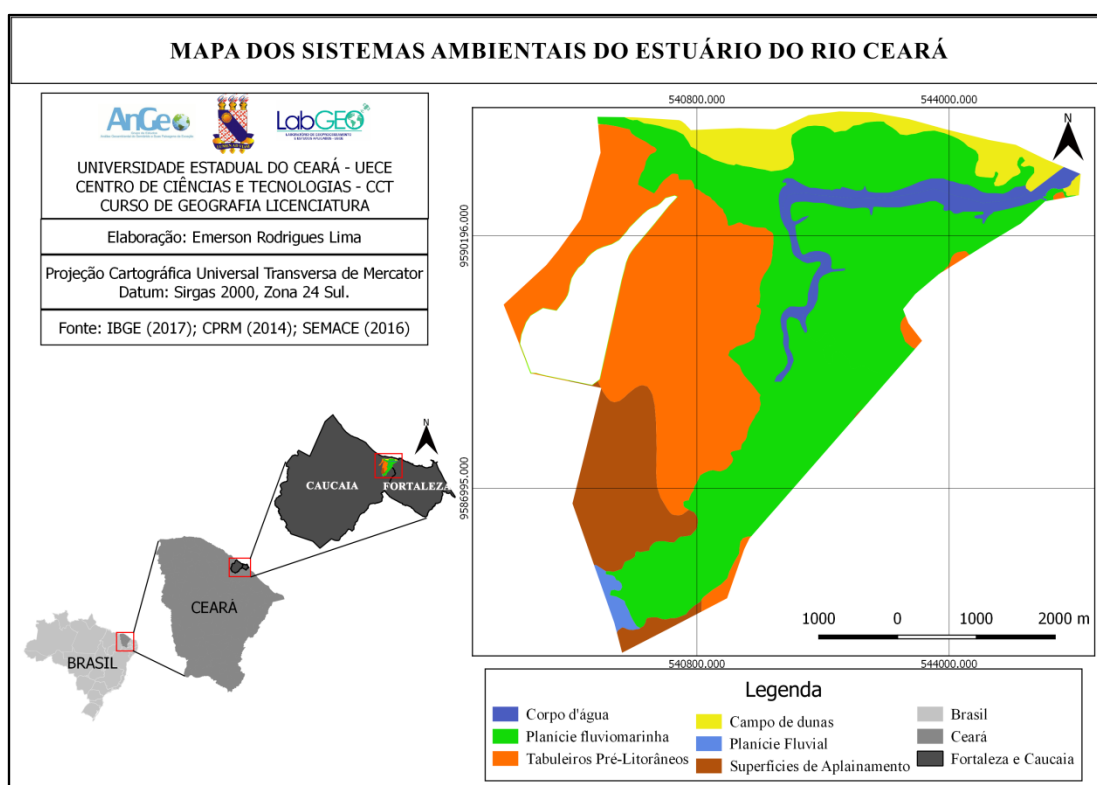 MAPA DOS SISTEMAS AMBIENTAIS DO ESTUÁRIO DO RIO CEARÁ
AnGeo
LabGEO
UNIVERSIDADE ESTADUAL DO CEARÁ - UECE
CENTRO DE CIÊNCIAS E TECNOLOGIAS - CCT
CURSO DE GEOGRAFIA LICENCIATURA
Elaboração: Emerson Rodrigues Lima
Projeção Cartográfica Universal Transversa de Mercator
Datum: Sirgas 2000, Zona 24 Sul.
Fonte: IBGE (2017); CPRM (2014); SEMACE (2016)
540800.000
544000.000
N
9590196.000
9586995.000
1000
0
1000
2000 m
540800.000
544000.000
N
CAUCAIA
FORTALEZA
CEARÁ
BRASIL
Legenda
Corpo d'água
Planície fluviomarinha
Tabuleiros Pré-Litorâneos
Campo de dunas
Planície Fluvial
Superfícies de Aplainamento
Brasil
Ceará
Fortaleza e Caucaia